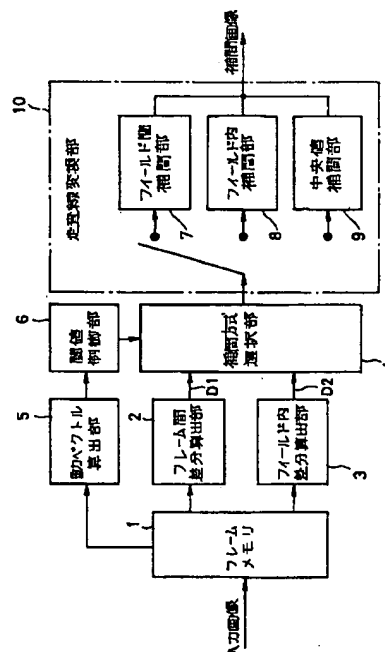 入力画像
1
フレーム
メモリ
5
動ベクトル
算出部
2
フレーム間
差分算出部
フィールド内
差分算出部
3
D1
D2
6
閾値
制御部
補間方式
選択部
4
10
走査線変換部
フィールド間
補間部
7
フィールド内
補間部
8
中央値
補間部
9
補間画像